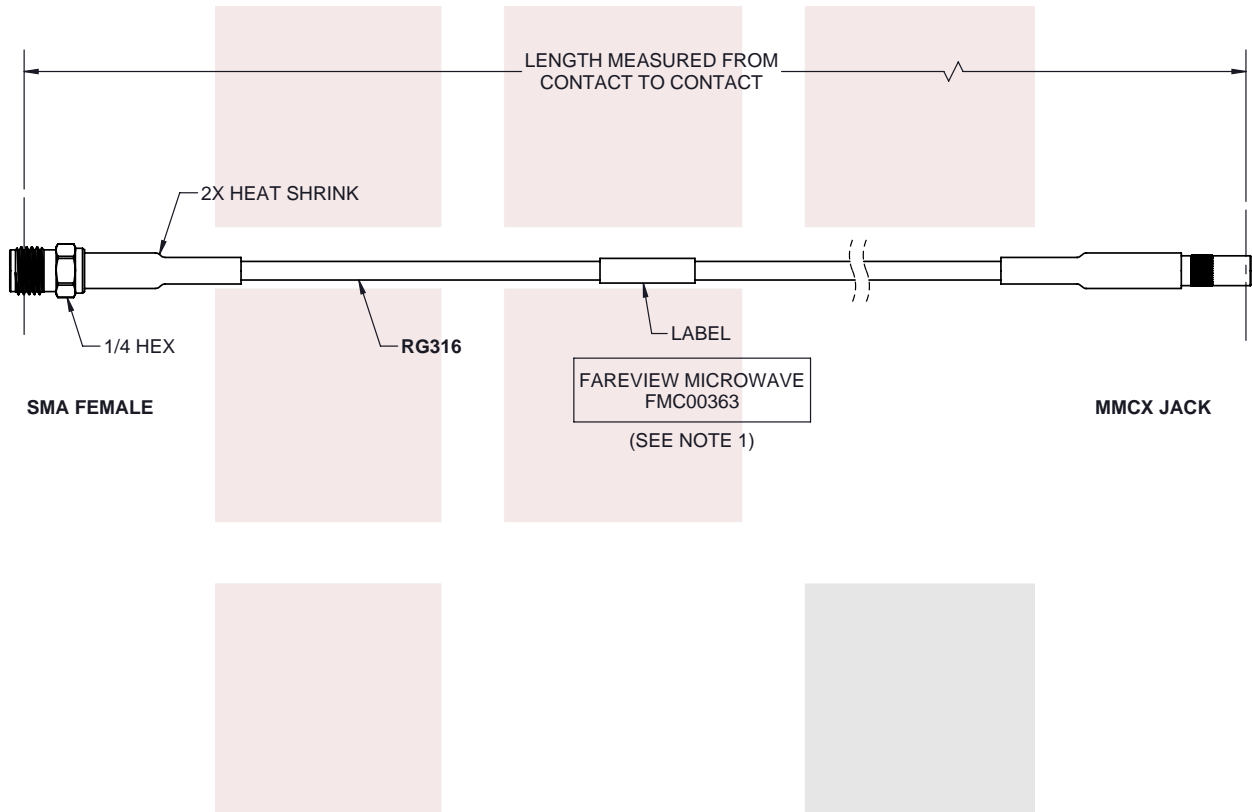 LENGTH MEASURED FROM
CONTACT TO CONTACT
2X HEAT SHRINK
1/4 HEX
RG316
LABEL
FAREVIEW MICROWAVE
FMC00363
(SEE NOTE 1)
SMA FEMALE
MMCX JACK